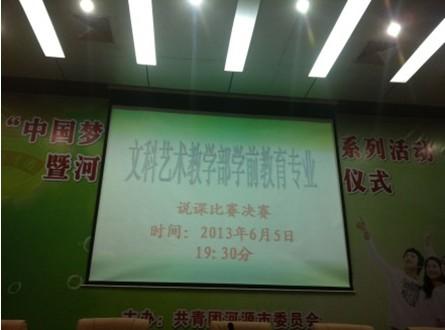 "中国梦
系列活动
暨河
仪式
文科艺术教学部学前教育专业
说课比赛决赛
时间：2013年6月5日
19:30分
主办：共青团河源市委员会